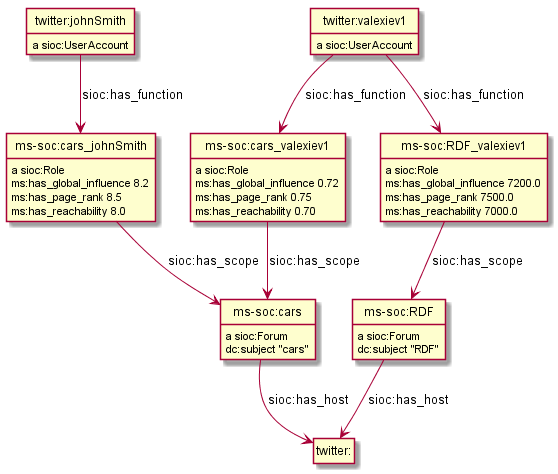 twitter:johnSmith
a sioc:UserAccount
twitter:valexiev1
a sioc:UserAccount
sioc:has_function
sioc:has_function
sioc:has_function
ms-soc:cars_johnSmith
a sioc:Role
ms:has_global_influence 8.2
ms:has_page_rank 8.5
ms:has_reachability 8.0
ms-soc:cars_valexiev1
a sioc:Role
ms:has_global_influence 0.72
ms:has_page_rank 0.75
ms:has_reachability 0.70
ms-soc:RDF_valexiev1
a sioc:Role
ms:has_global_influence 7200.0
ms:has_page_rank 7500.0
ms:has_reachability 7000.0
sioc:has_scope
sioc:has_scope
sioc:has_scope
ms-soc:cars
a sioc:Forum
dc:subject "cars"
ms-soc:RDF
a sioc:Forum
dc:subject "RDF"
sioc:has_host
sioc:has_host
twitter: